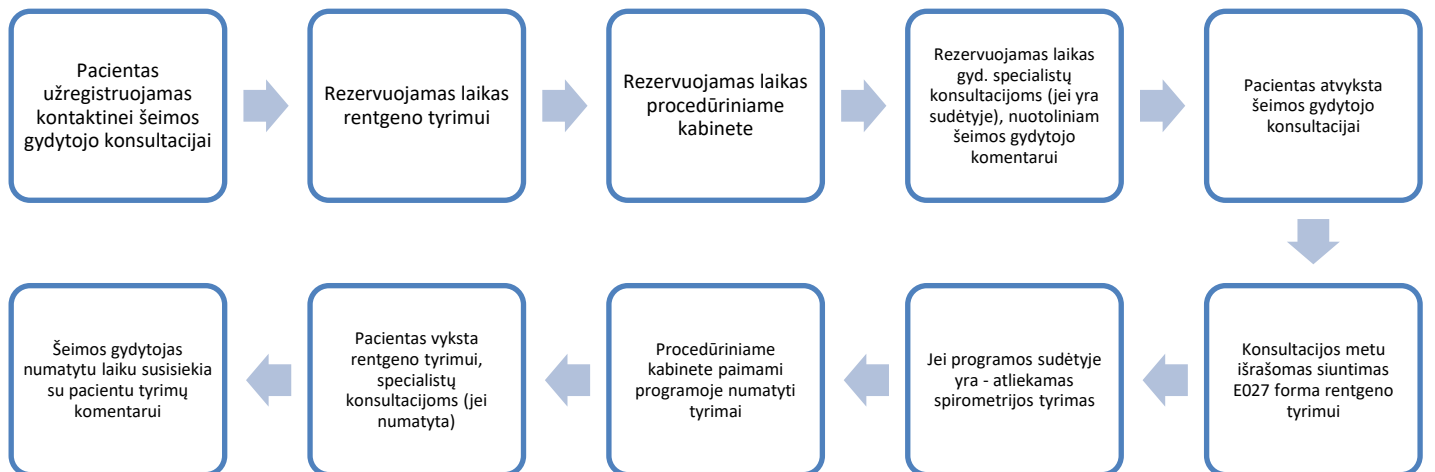 Pacientas
užregistruojamas
kontaktinei šeimos
gydytojo konsultacijai
Rezervuojamas laikas
rentgeno tyrimui
Rezervuojamas laikas
procedūriniame
kabinete
Rezervuojamas laikas
gyd. specialistų
konsultacijoms (jei yra
sudėtyje), nuotoliniam
šeimos gydytojo
komentarui
Pacientas atvyksta
šeimos gydytojo
konsultacijai
Konsultacijos metu
išrašomas siuntimas
E027 forma rentgeno
tyrimui
Jei programos sudėtyje
yra - atliekamas
spirometrijos tyrimas
Procedūriniame
kabinete paimami
programoje numatyti
tyrimai
Pacientas vyksta
rentgeno tyrimui,
specialistų
konsultacijoms (jei
numatyta)
Šeimos gydytojas
numatytu laiku susisiekia
su pacientu tyrimų
komentarui